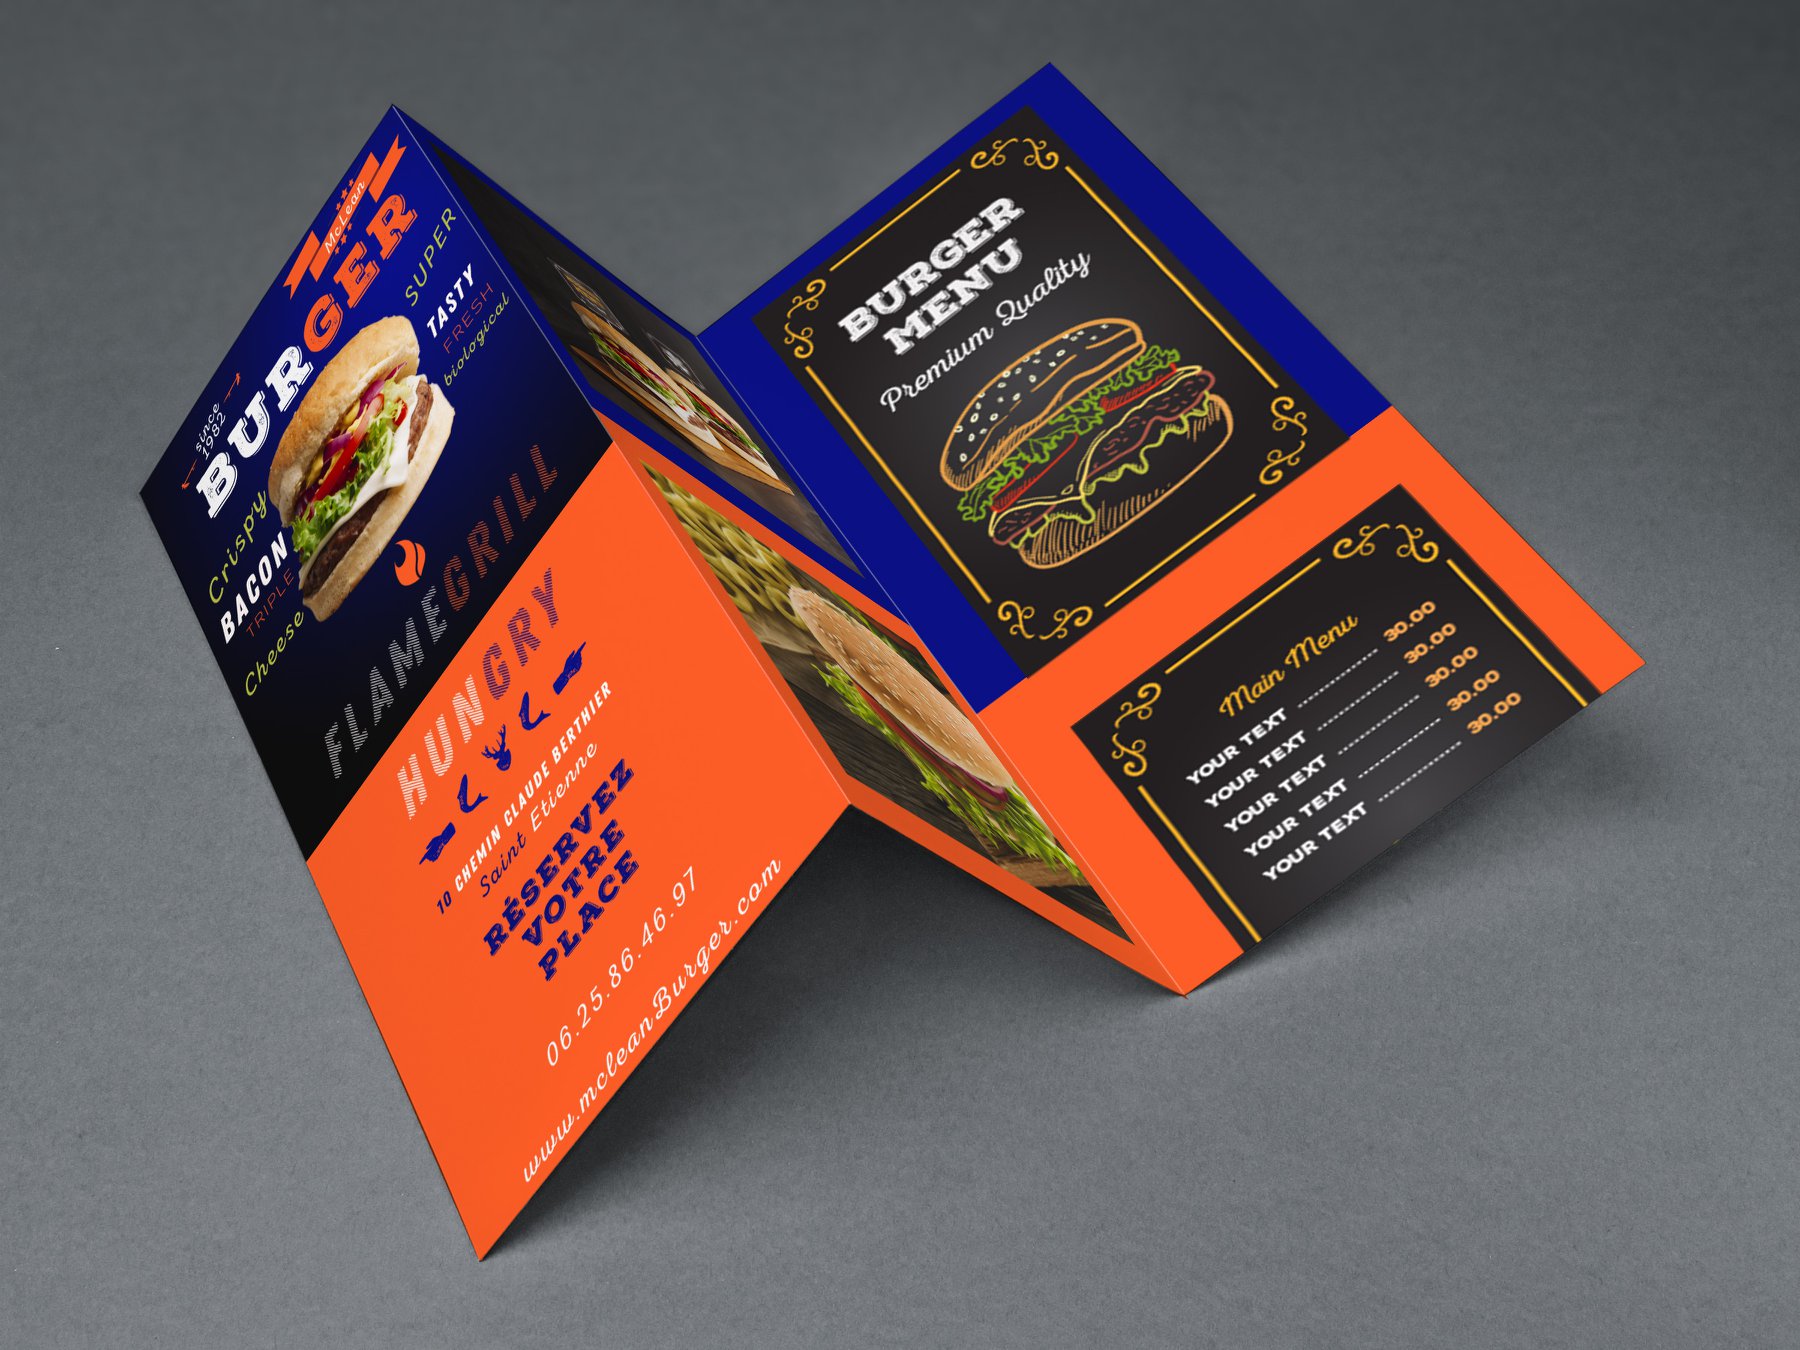 McLean
BURGER
since
1982
SUPER
TASTY
FRESH
biological
Crispy
BACON
TRIPLE
Cheese
FLAMEGRILL
HUNGRY
10 CHEMIN CLAUDE BERTHIER
Saint Etienne
RÉSERVEZ
VOTRE
PLACE
06.25.86.46.97
www.mcleanBurger.com
BURGER
MENU
Premium Quality
Main Menu
YOUR TEXT 30.00
YOUR TEXT 30.00
YOUR TEXT 30.00
YOUR TEXT 30.00
YOUR TEXT 30.00